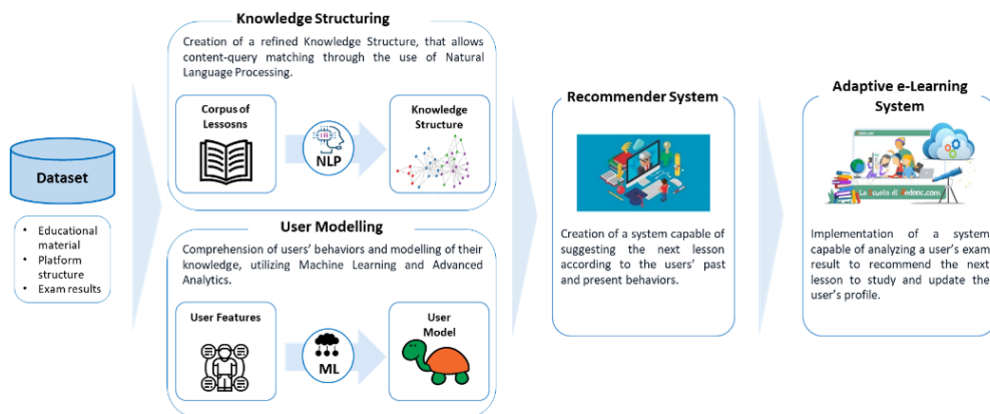 Dataset
• Educational material
• Platform structure
• Exam results
Knowledge Structuring
Creation of a refined Knowledge Structure, that allows
content-query matching through the use of Natural
Language Processing.
Corpus of
Lessosns
NLP
Knowledge
Structure
User Modelling
Comprehension of users' behaviors and modelling of their
knowledge, utilizing Machine Learning and Advanced
Analytics.
User Features
ML
User
Model
Recommender System
Creation of a system capable of
suggesting the next lesson
according to the users' past
and present behaviors.
Adaptive e-Learning
System
La scuola di Redooc.com
Implementation of a system
capable of analyzing a user's exam
result to recommend the next
lesson to study and update the
user's profile.